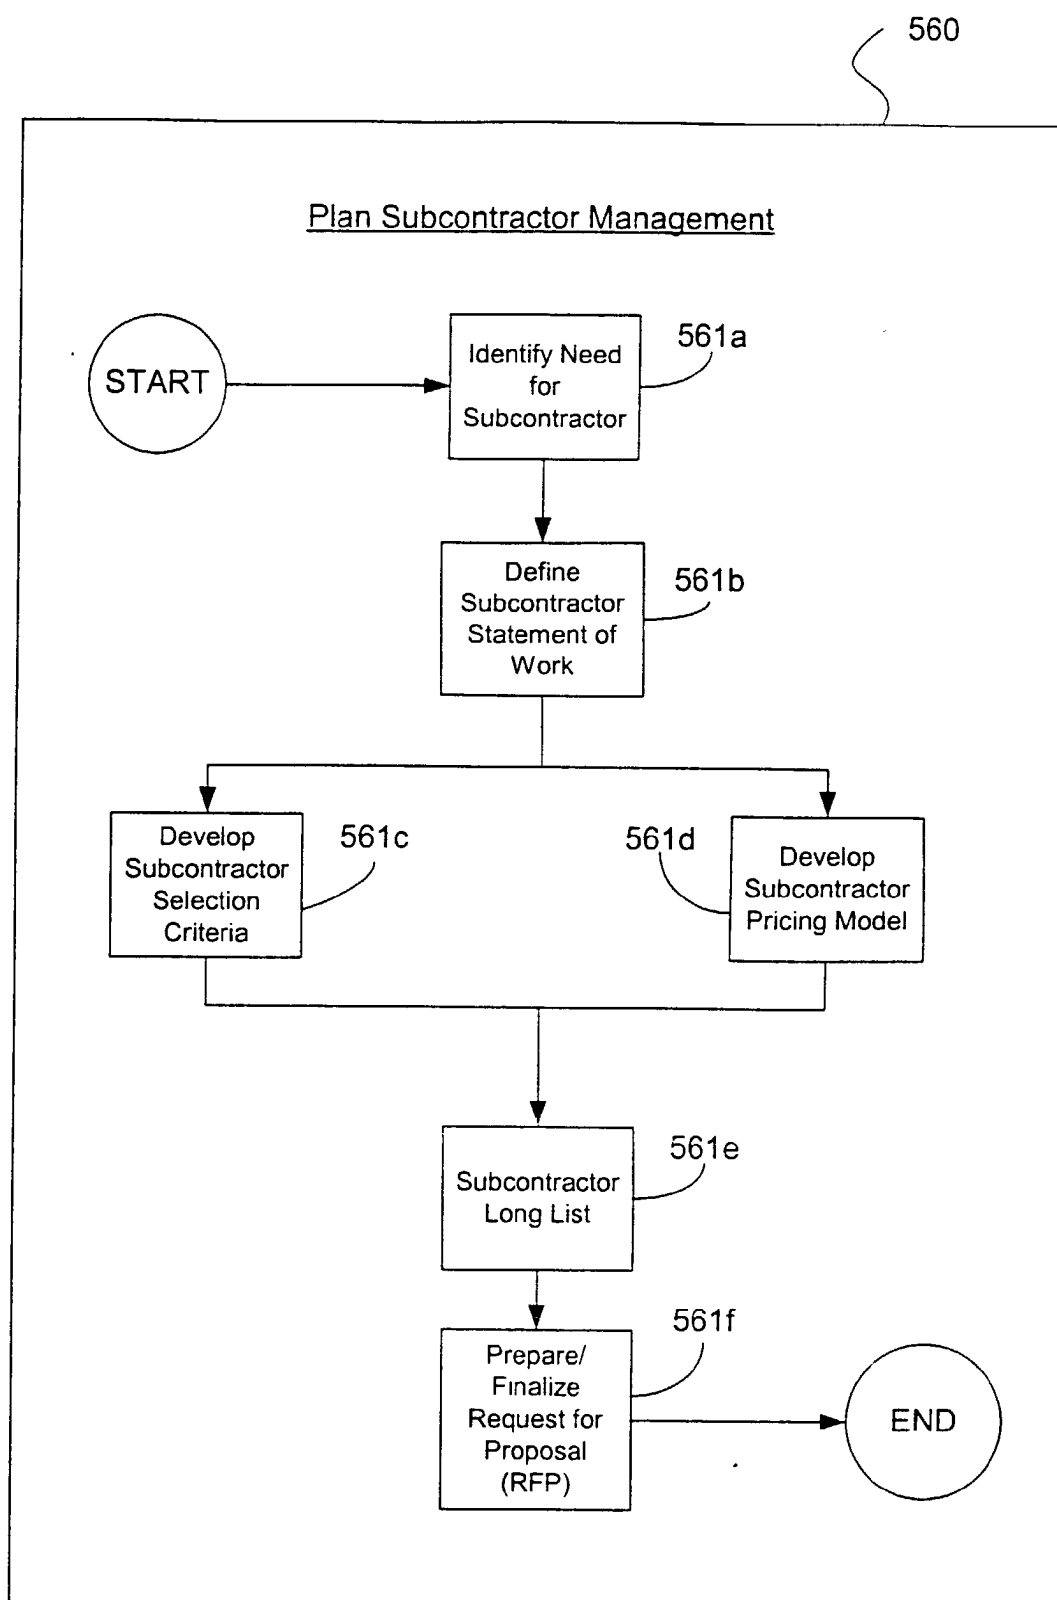 560
Plan Subcontractor Management
START
Identify Need
for
Subcontractor
561a
Define
Subcontractor
Statement of
Work
561b
Develop
Subcontractor
Selection
Criteria
561c
561d
Develop
Subcontractor
Pricing Model
Subcontractor
Long List
561e
Prepare/
Finalize
Request for
Proposal
(RFP)
561f
END